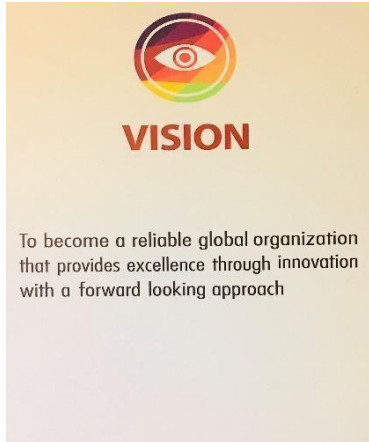 VISION
To become a reliable global organization
that provides excellence through innovation
with a forward looking approach